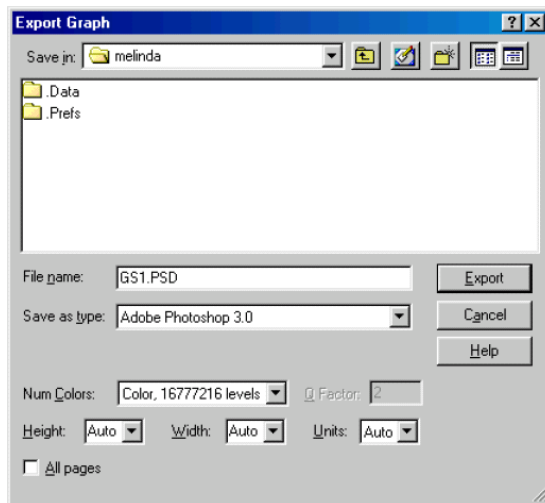 Export Graph
Save in: melinda
.Data
.Prefs
File name: GS1.PSD Export
Save as type: Adobe Photoshop 3.0 Cancel
Help
Num Colors: Color, 16777216 levels Q Factor: 2
Height: Auto Width: Auto Units: Auto
All pages